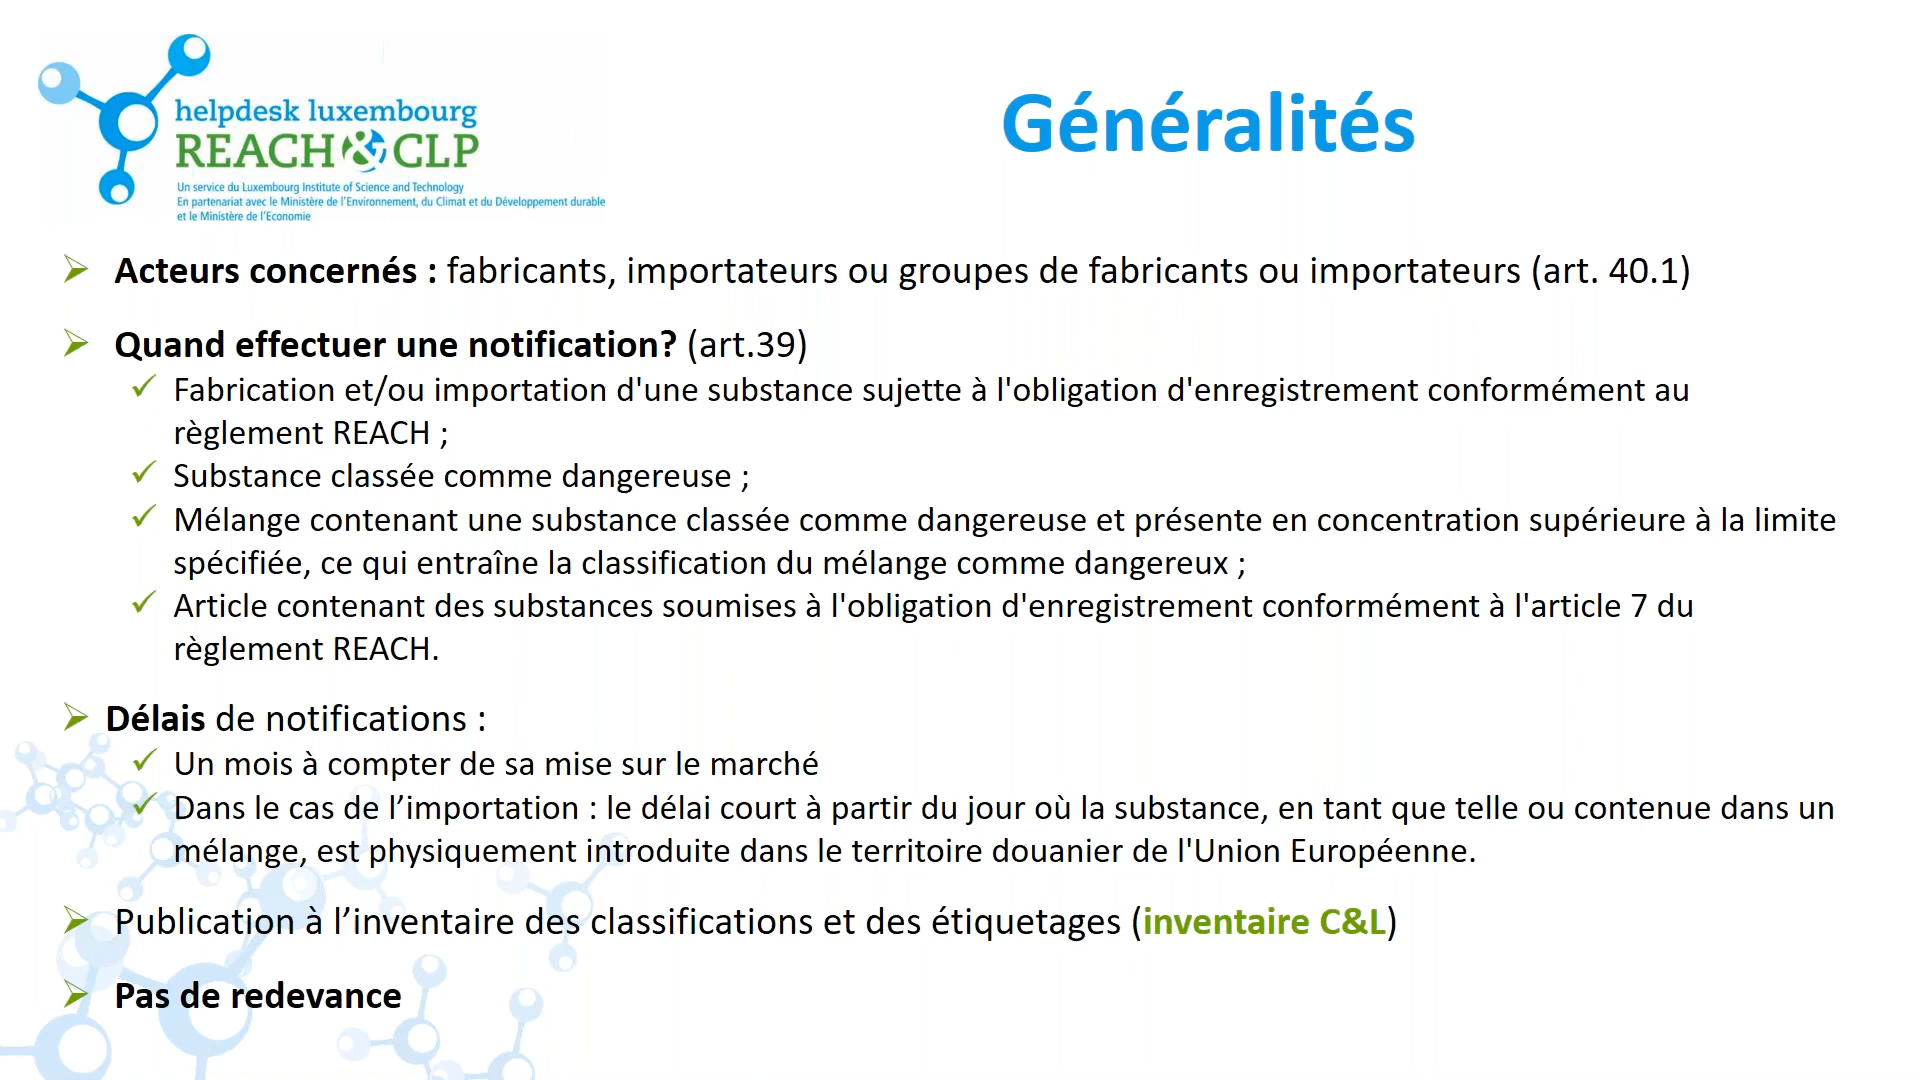 helpdesk luxembourg
REACH & CLP
Un service du Luxembourg Institute of Science and Technology
En partenariat avec le Ministère de l'Environnement, du Climat et du Développement durable
et le Ministère de l'Economie
Généralités
Acteurs concernés : fabricants, importateurs ou groupes de fabricants ou importateurs (art. 40.1)
Quand effectuer une notification? (art.39)
Fabrication et/ou importation d'une substance sujette à l'obligation d'enregistrement conformément au
règlement REACH ;
Substance classée comme dangereuse ;
Mélange contenant une substance classée comme dangereuse et présente en concentration supérieure à la limite
spécifiée, ce qui entraîne la classification du mélange comme dangereux ;
Article contenant des substances soumises à l'obligation d'enregistrement conformément à l'article 7 du
règlement REACH.
Délais de notifications :
Un mois à compter de sa mise sur le marché
Dans le cas de l’importation : le délai court à partir du jour où la substance, en tant que telle ou contenue dans un
mélange, est physiquement introduite dans le territoire douanier de l'Union Européenne.
Publication à l’inventaire des classifications et des étiquetages (inventaire C&L)
Pas de redevance